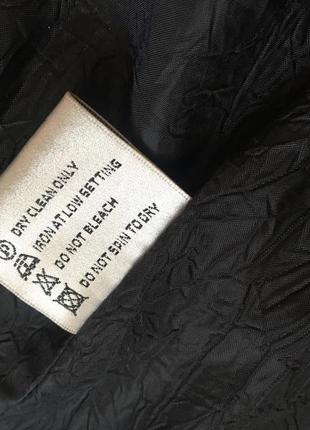 DRY CLEAN ONLY
IRON AT LOW SETTING
DO NOT BLEACH
DO NOT SPIN TO DRY